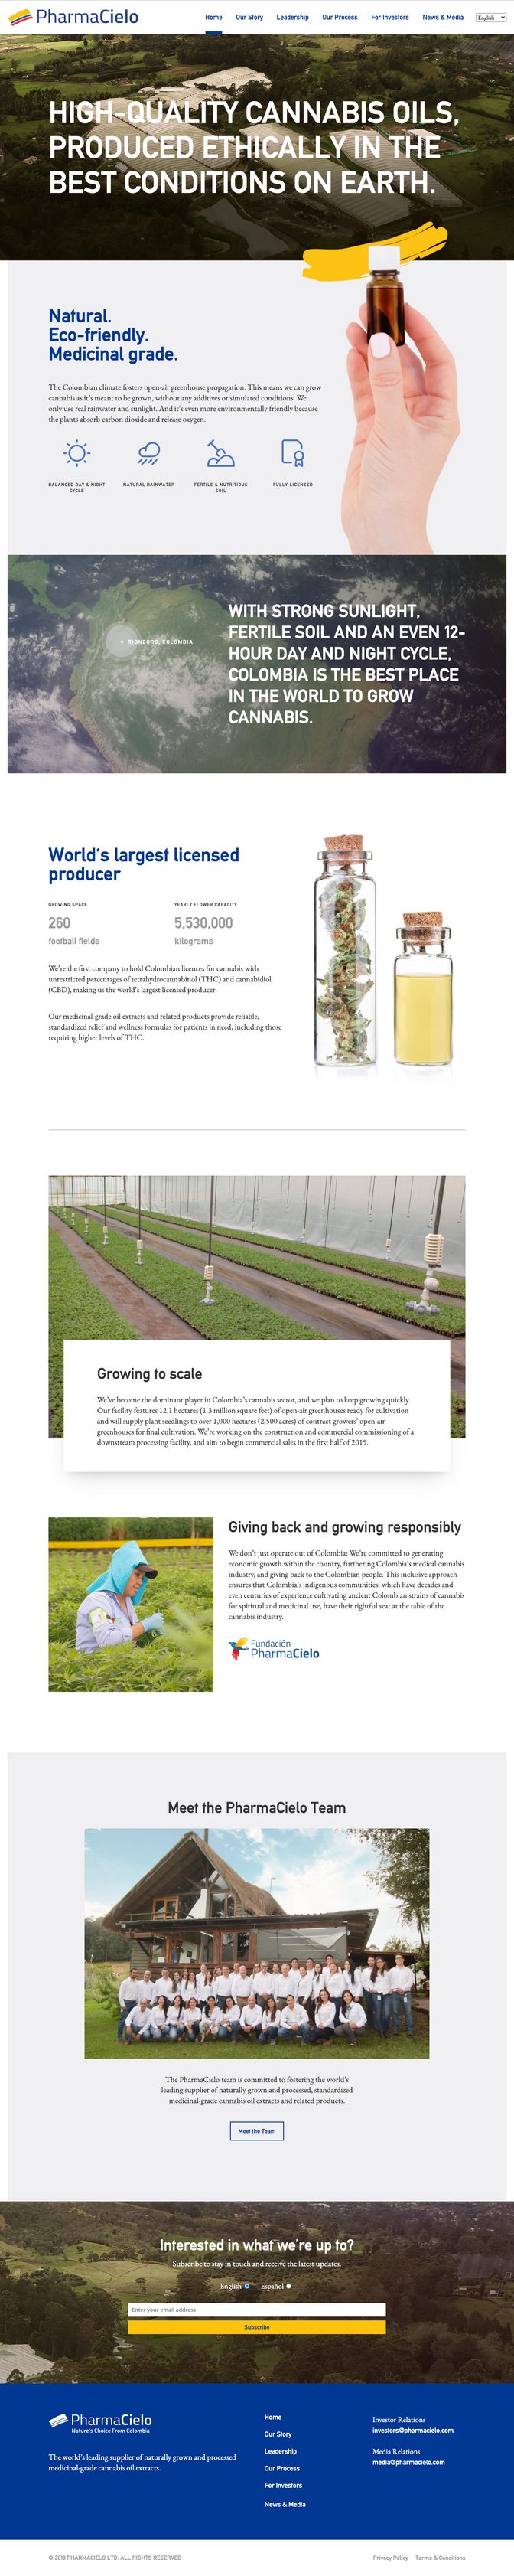 PharmaCielo
Home Our Story Leadership Our Process For Investors News & Media English
HIGH-QUALITY CANNABIS OILS,
PRODUCED ETHICALLY IN THE
BEST CONDITIONS ON EARTH.
Natural.
Eco-friendly.
Medicinal grade.
The Colombian climate fosters open-air greenhouse propagation. This means we can grow
cannabis as it's meant to be grown, without any additives or simulated conditions. We
only use real rainwater and sunlight. And it's even more environmentally friendly because
the plants absorb carbon dioxide and release oxygen.
BALANCED DAY & NIGHT
CYCLE
NATURAL RAINWATER
FERTILE & NUTRITIOUS
SOIL
FULLY LICENSED
RIONEGRO, COLOMBIA
WITH STRONG SUNLIGHT,
FERTILE SOIL AND AN EVEN 12-
HOUR DAY AND NIGHT CYCLE,
COLOMBIA IS THE BEST PLACE
IN THE WORLD TO GROW
CANNABIS.
World's largest licensed
producer
GROWING SPACE
260
football fields
YEARLY FLOWER CAPACITY
5,530,000
kilograms
We're the first company to hold Colombian licences for cannabis with
unrestricted percentages of tetrahydrocannabinol (THC) and cannabidiol
(CBD), making us the world's largest licensed producer.
Our medicinal-grade oil extracts and related products provide reliable,
standardized relief and wellness formulas for patients in need, including those
requiring higher levels of THC.
Growing to scale
We've become the dominant player in Colombia's cannabis sector, and we plan to keep growing quickly.
Our facility features 12.1 hectares (1.3 million square feet) of open-air greenhouses ready for cultivation
and will supply plant seedlings to over 1,000 hectares (2,500 acres) of contract growers' open-air
greenhouses for final cultivation. We're working on the construction and commercial commissioning of a
downstream processing facility, and aim to begin commercial sales in the first half of 2019.
Giving back and growing responsibly
We don't just operate out of Colombia: We're committed to generating
economic growth within the country, furthering Colombia's medical cannabis
industry, and giving back to the Colombian people. This inclusive approach
ensures that Colombia's indigenous communities, which have decades and
even centuries of experience cultivating ancient Colombian strains of cannabis
for spiritual and medicinal use, have their rightful seat at the table of the
cannabis industry.
Fundación
PharmaCielo
Meet the PharmaCielo Team
The PharmaCielo team is committed to fostering the world's
leading supplier of naturally grown and processed, standardized
medicinal-grade cannabis oil extracts and related products.
Meet the Team
Interested in what we're up to?
Subscribe to stay in touch and receive the latest updates.
English Español
Enter your email address
Subscribe
PharmaCielo
Nature's Choice From Colombia
The world's leading supplier of naturally grown and processed
medicinal-grade cannabis oil extracts.
Home
Our Story
Leadership
Our Process
For Investors
News & Media
Investor Relations
investors@pharmacielo.com
Media Relations
media@pharmacielo.com
© 2018 PHARMACIELO LTD. ALL RIGHTS RESERVED
Privacy Policy Terms & Conditions